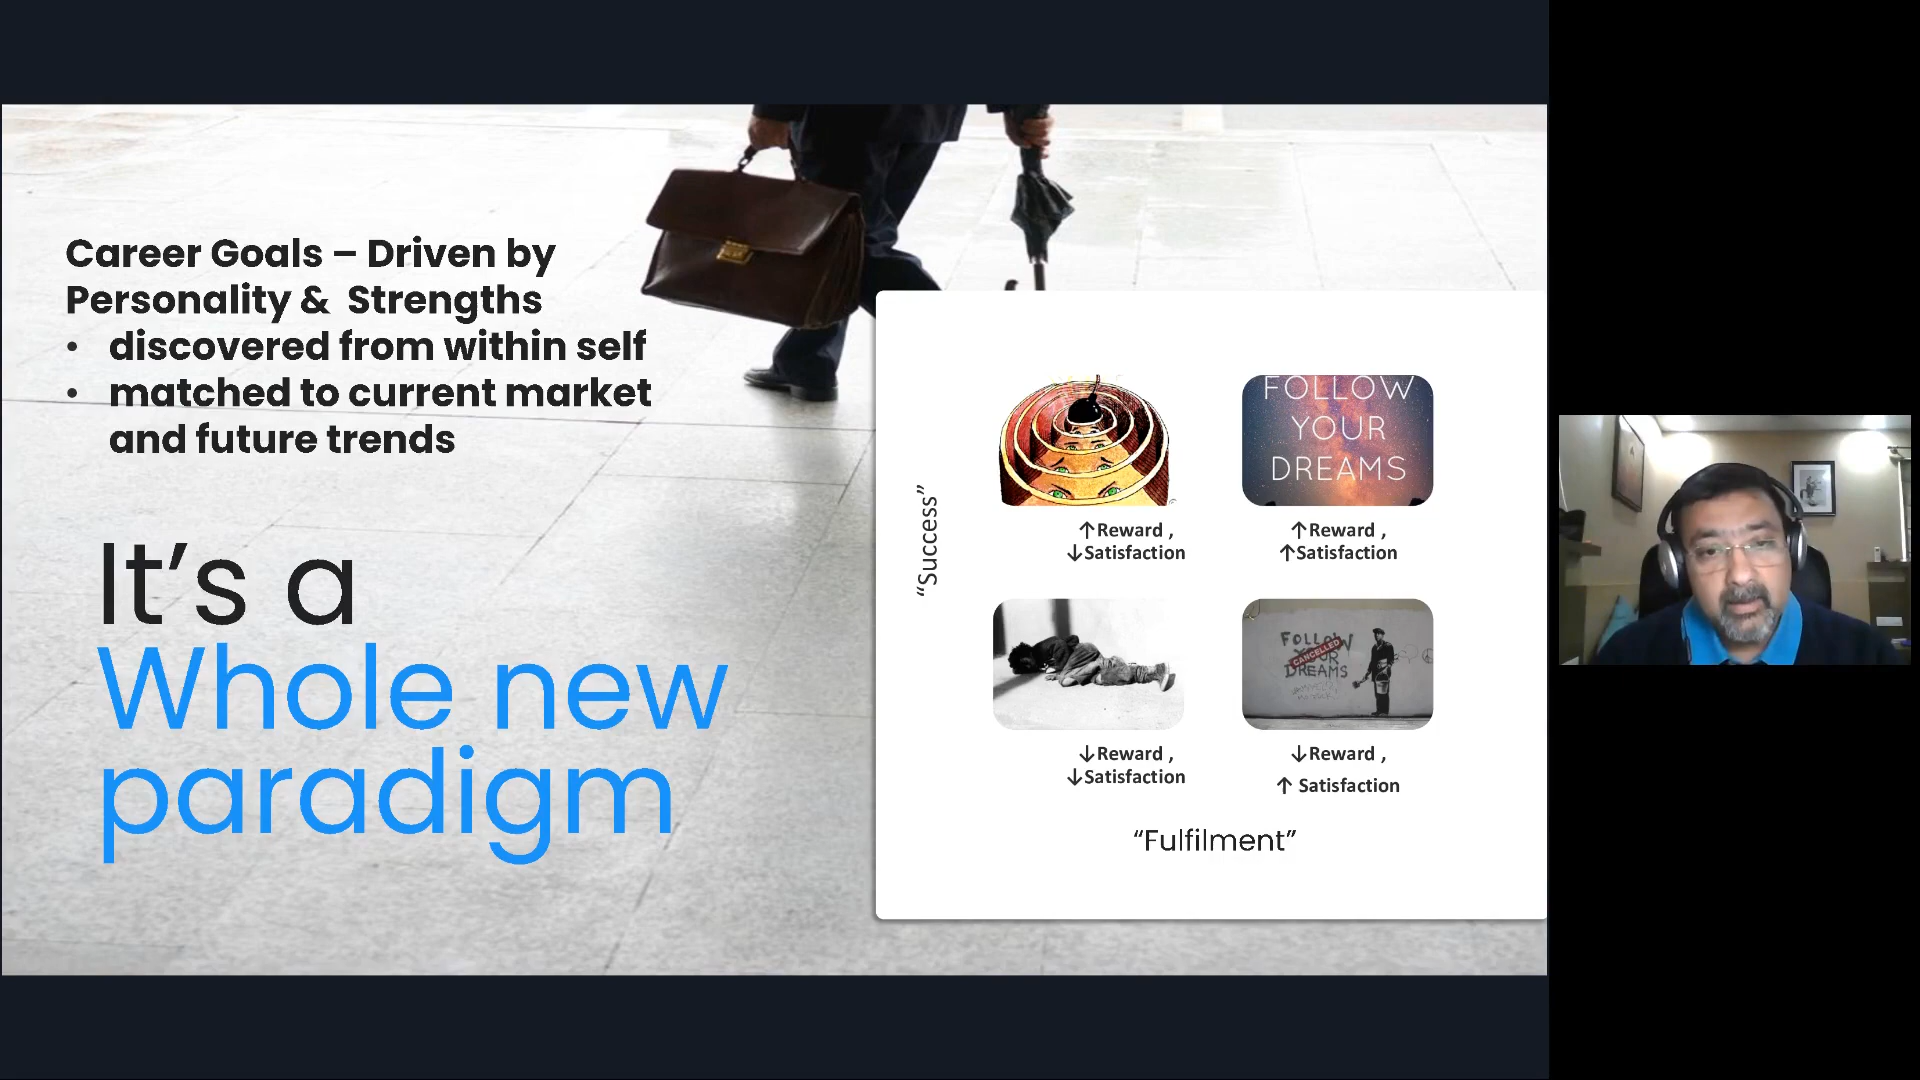 Career Goals – Driven by
Personality &  Strengths
• discovered from within self
• matched to current market
and future trends
It’s a
Whole new
paradigm
“Success”
FOLLOW
YOUR
DREAMS
↑Reward ,
↓Satisfaction
↑Reward ,
↑Satisfaction
FOLLOW
YOUR
DREAMS
CANCELLED
↓Reward ,
↓Satisfaction
↓Reward ,
↑ Satisfaction
“Fulfilment”